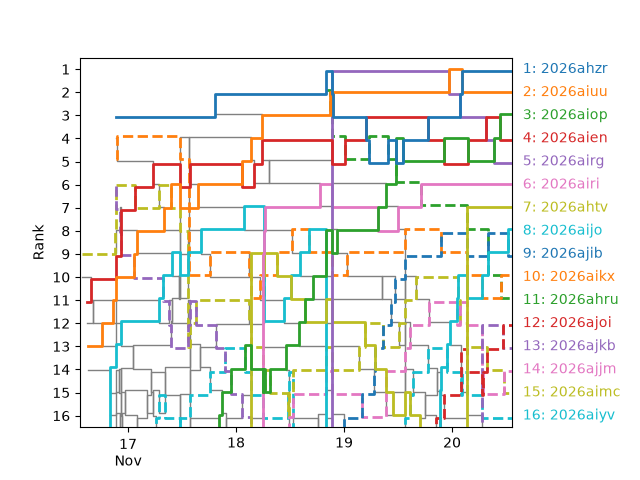 1
2
3
4
5
6
7
8
9
10
11
12
13
14
15
16
Rank
17
18
19
20
Nov
1: 2026ahzr
2: 2026aiuu
3: 2026aiop
4: 2026aien
5: 2026airg
6: 2026airi
7: 2026ahtv
8: 2026aijo
9: 2026ajib
10: 2026aikx
11: 2026ahru
12: 2026ajoi
13: 2026ajkb
14: 2026ajjm
15: 2026aimc
16: 2026aiyv